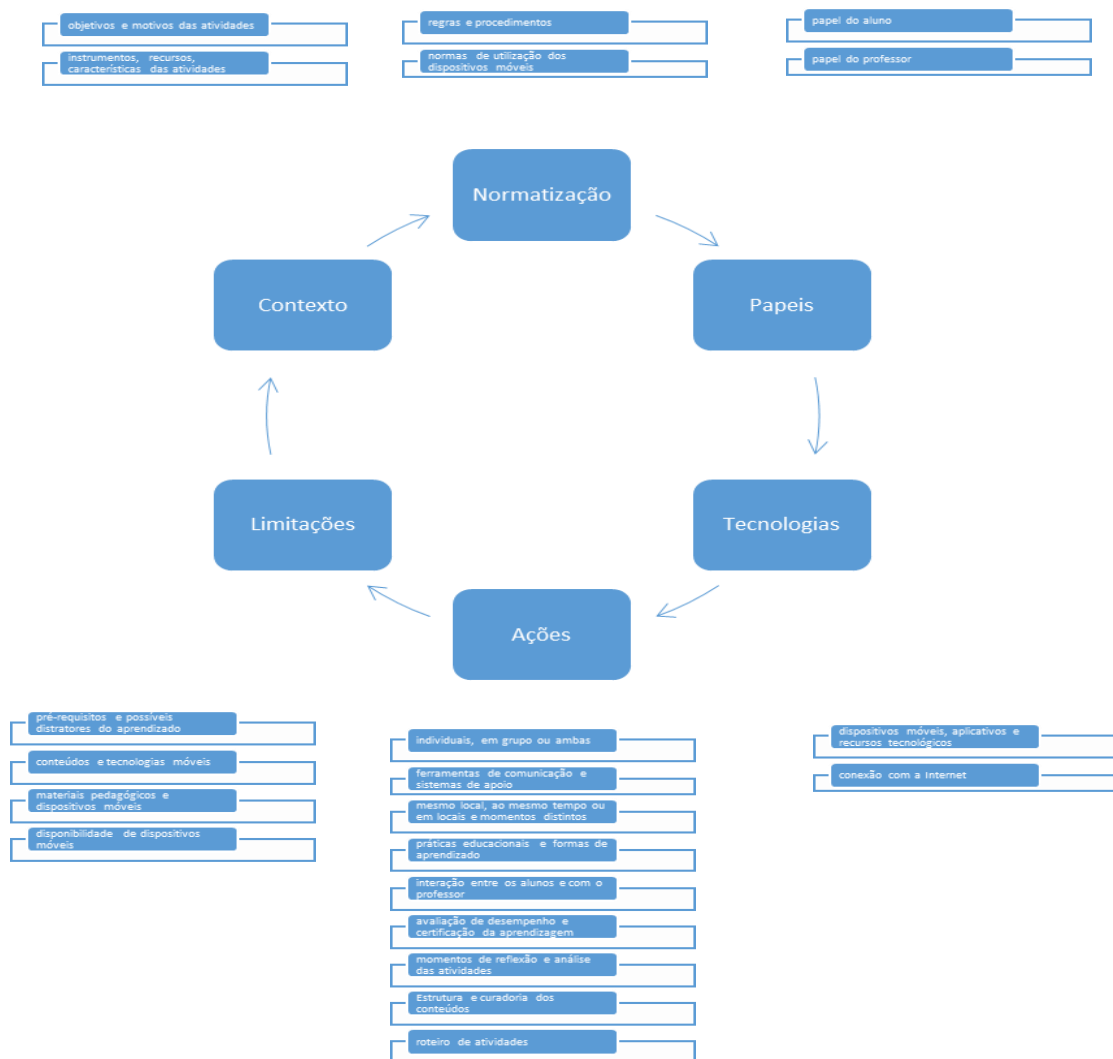 objetivos e motivos das atividades
instrumentos, recursos,
características das atividades
regras e procedimentos
normas de utilização dos
dispositivos móveis
papel do aluno
papel do professor
Normatização
Contexto
Papeis
Limitações
Tecnologias
Ações
pré-requisitos e possíveis
distratores do aprendizado
conteúdos e tecnologias móveis
materiais pedagógicos e
dispositivos móveis
disponibilidade de dispositivos
móveis
individuais, em grupo ou ambas
ferramentas de comunicação e
sistemas de apoio
mesmo local, ao mesmo tempo ou
em locais e momentos distintos
práticas educacionais e formas de
aprendizado
interação entre os alunos e com o
professor
avaliação de desempenho e
certificação da aprendizagem
momentos de reflexão e análise
das atividades
Estrutura e curadoria dos
conteúdos
roteiro de atividades
dispositivos móveis, aplicativos e
recursos tecnológicos
conexão com a Internet